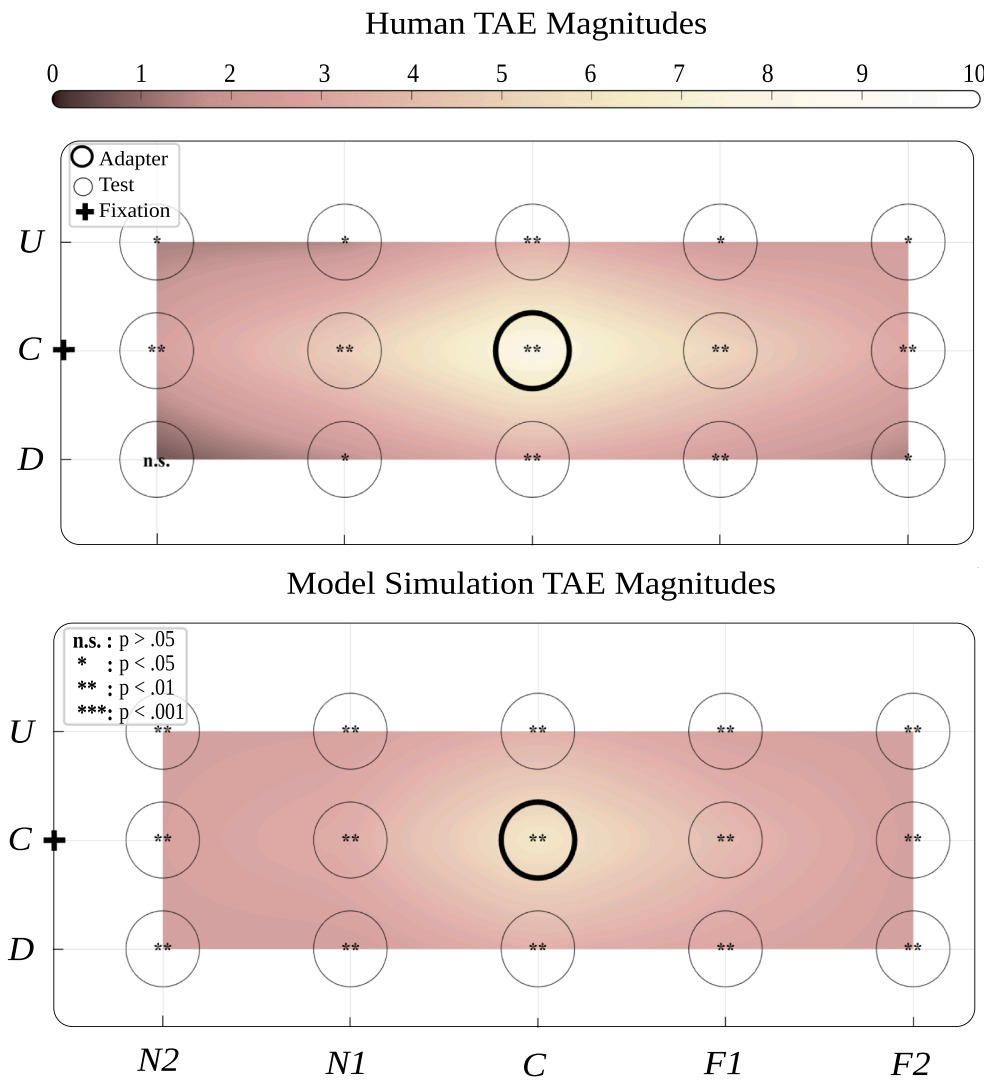 Human TAE Magnitudes
0 1 2 3 4 5 6 7 8 9 10
Adapter
Test
Fixation
U * * ** * *
C ** ** ** ** **
D n.s. * ** ** *
Model Simulation TAE Magnitudes
n.s. : p > .05
* : p < .05
** : p < .01
***: p < .001
U ** ** ** ** **
C ** ** ** ** **
D ** ** ** ** **
N2 N1 C F1 F2